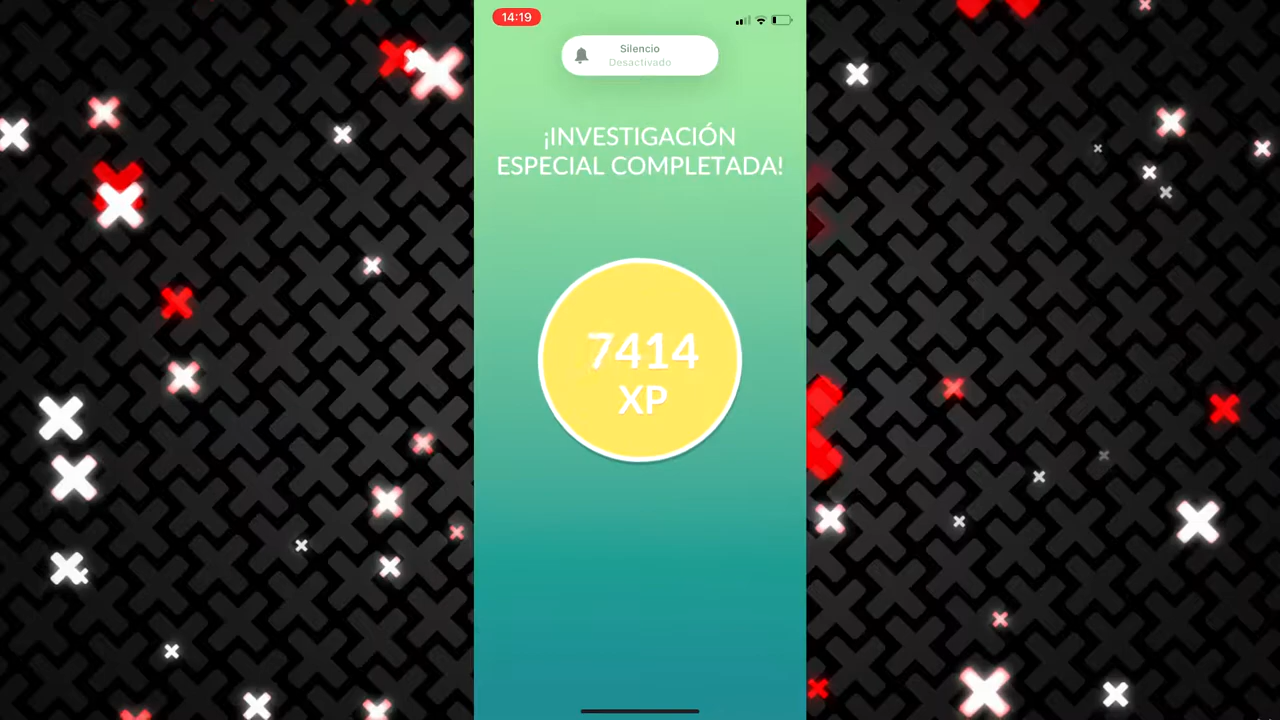 14:19
Silencio
Desactivado
¡INVESTIGACIÓN
ESPECIAL COMPLETADA!
7414
XP